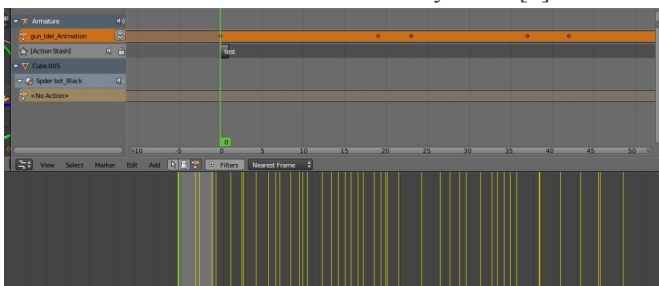 Armature
gun_Idel_Animation
[Action Stash]
test
Cube.005
Spder bot_Black
<No Action>
0
-10 -5 0 5 10 15 20 25 30 35 40 45 50
View Select Marker Edit Add Filters Nearest Frame